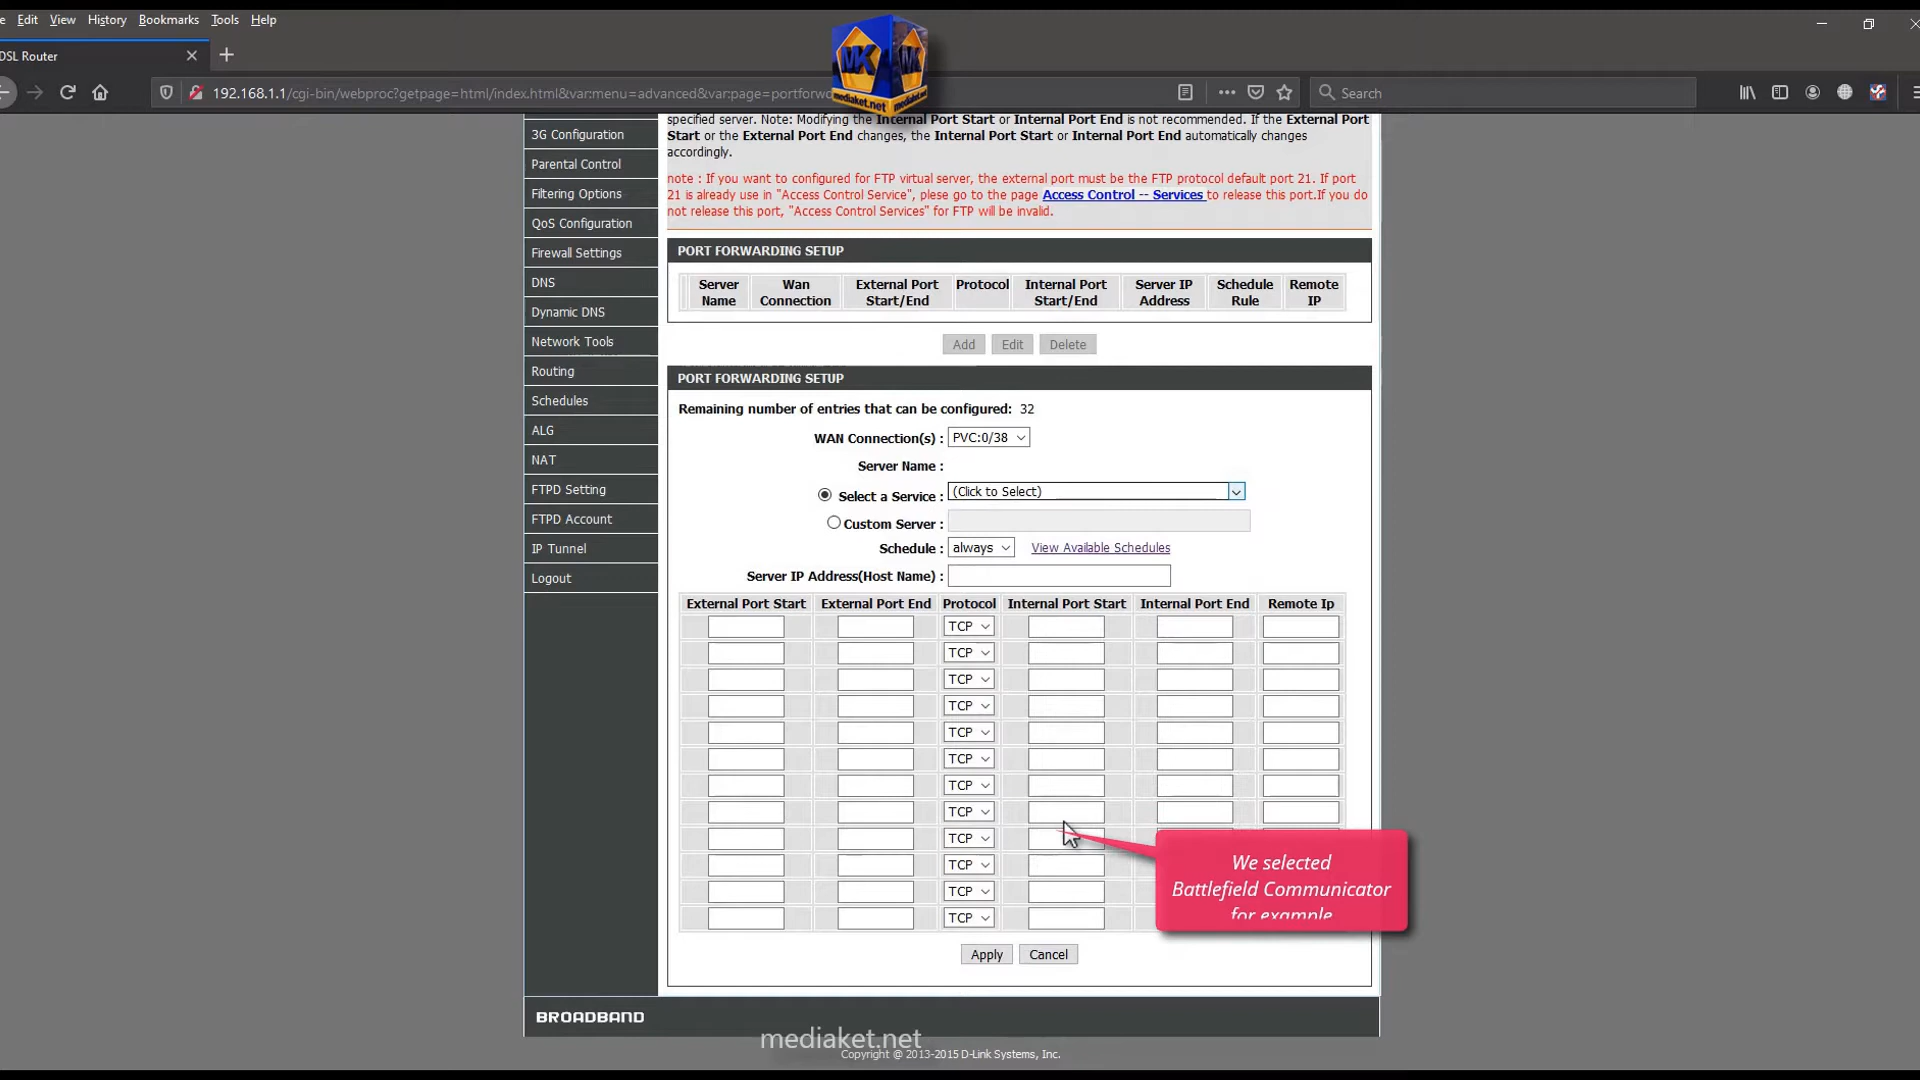 Edit View History Bookmarks Tools Help
DSL Router
192.168.1.1/cgi-bin/webproc?getpage=html/index.html&var:menu=advanced&var:page=portforw
Search
MK MK
mediaket.net
3G Configuration
Parental Control
Filtering Options
QoS Configuration
Firewall Settings
DNS
Dynamic DNS
Network Tools
Routing
Schedules
ALG
NAT
FTPD Setting
FTPD Account
IP Tunnel
Logout
specified server. Note: Modifying the Internal Port Start or Internal Port End is not recommended. If the External Port
Start or the External Port End changes, the Internal Port Start or Internal Port End automatically changes
accordingly.
note : If you want to configured for FTP virtual server, the external port must be the FTP protocol default port 21. If port
21 is already use in "Access Control Service", plese go to the page Access Control -- Services to release this port.If you do
not release this port, "Access Control Services" for FTP will be invalid.
PORT FORWARDING SETUP
Server Name Wan Connection External Port Start/End Protocol Internal Port Start/End Server IP Address Schedule Rule Remote IP
Add Edit Delete
PORT FORWARDING SETUP
Remaining number of entries that can be configured: 32
WAN Connection(s) : PVC:0/38
Server Name :
Select a Service : (Click to Select)
Custom Server :
Schedule : always View Available Schedules
Server IP Address(Host Name) :
External Port Start External Port End Protocol Internal Port Start Internal Port End Remote Ip
TCP
TCP
TCP
TCP
TCP
TCP
TCP
TCP
TCP
TCP
TCP
TCP
We selected
Battlefield Communicator
for example
Apply Cancel
BROADBAND
mediaket.net
Copyright @ 2013-2015 D-Link Systems, Inc.